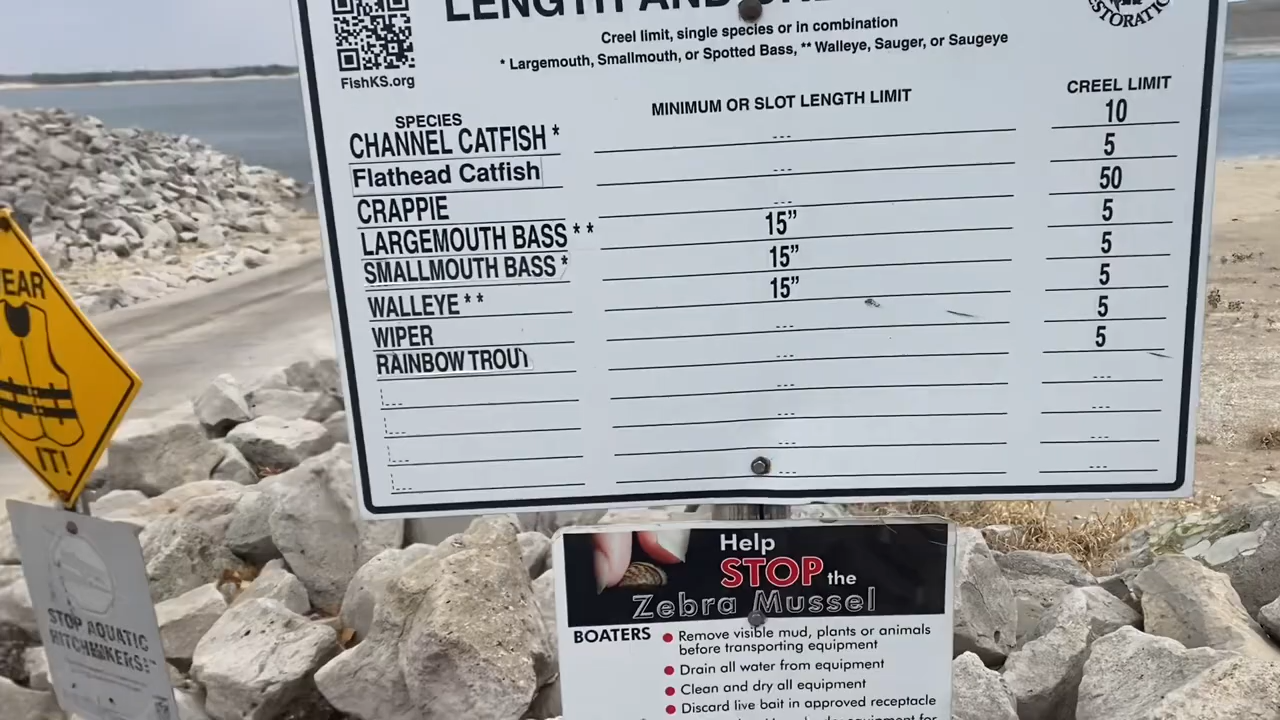 LENGTH AND
Creel limit, single species or in combination
* Largemouth, Smallmouth, or Spotted Bass, ** Walleye, Sauger, or Saugeye
FishKS.org
SPECIES
MINIMUM OR SLOT LENGTH LIMIT
CREEL LIMIT
CHANNEL CATFISH * --- 10
Flathead Catfish --- 5
CRAPPIE --- 50
LARGEMOUTH BASS ** 15" 5
SMALLMOUTH BASS * 15" 5
WALLEYE ** 15" 5
WIPER --- 5
RAINBOW TROUT --- 5
--- ---
--- ---
--- ---
--- ---
WEAR
IT!
STOP AQUATIC
HITCHHIKERS!™
Help
STOP the
Zebra Mussel
BOATERS
● Remove visible mud, plants or animals
before transporting equipment
● Drain all water from equipment
● Clean and dry all equipment
● Discard live bait in approved receptacle